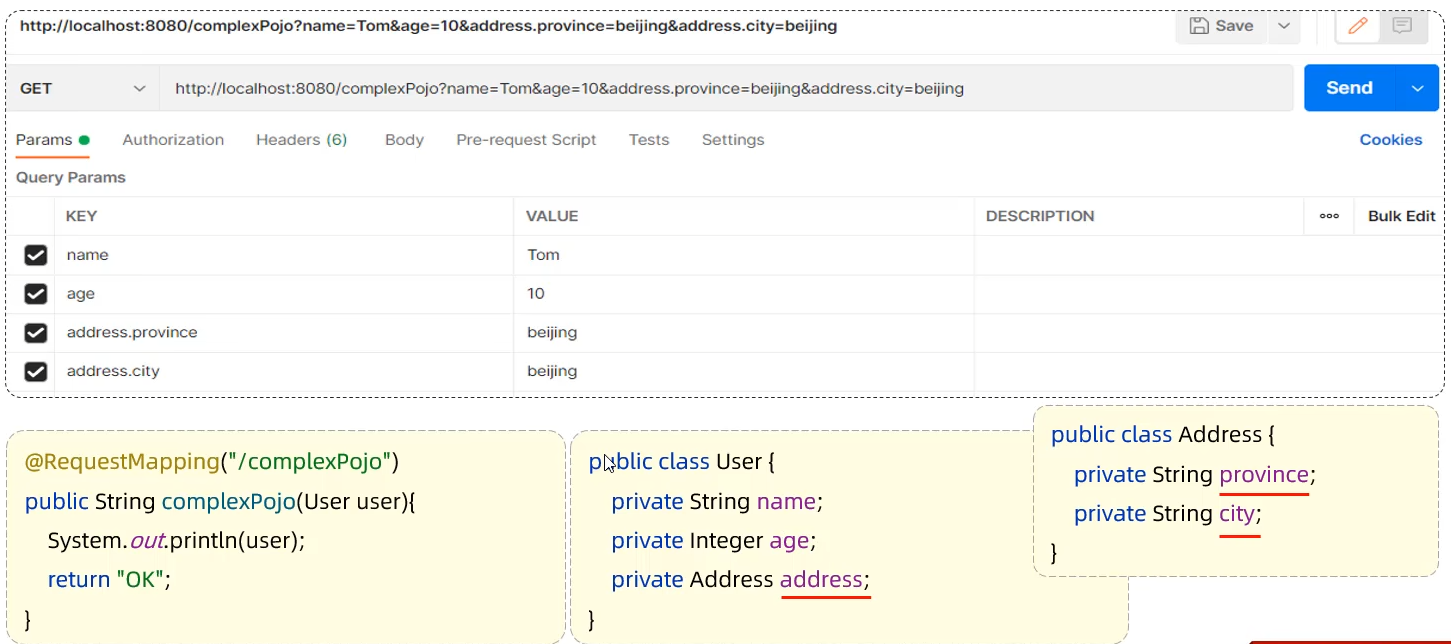 http://localhost:8080/complexPojo?name=Tom&age=10&address.province=beijing&address.city=beijing
Save
GET
http://localhost:8080/complexPojo?name=Tom&age=10&address.province=beijing&address.city=beijing
Send
Params Authorization Headers (6) Body Pre-request Script Tests Settings Cookies
Query Params
KEY VALUE DESCRIPTION ooo Bulk Edit
name Tom
age 10
address.province beijing
address.city beijing
@RequestMapping("/complexPojo")
public String complexPojo(User user){
System.out.println(user);
return "OK";
}
public class User {
private String name;
private Integer age;
private Address address;
}
public class Address {
private String province;
private String city;
}